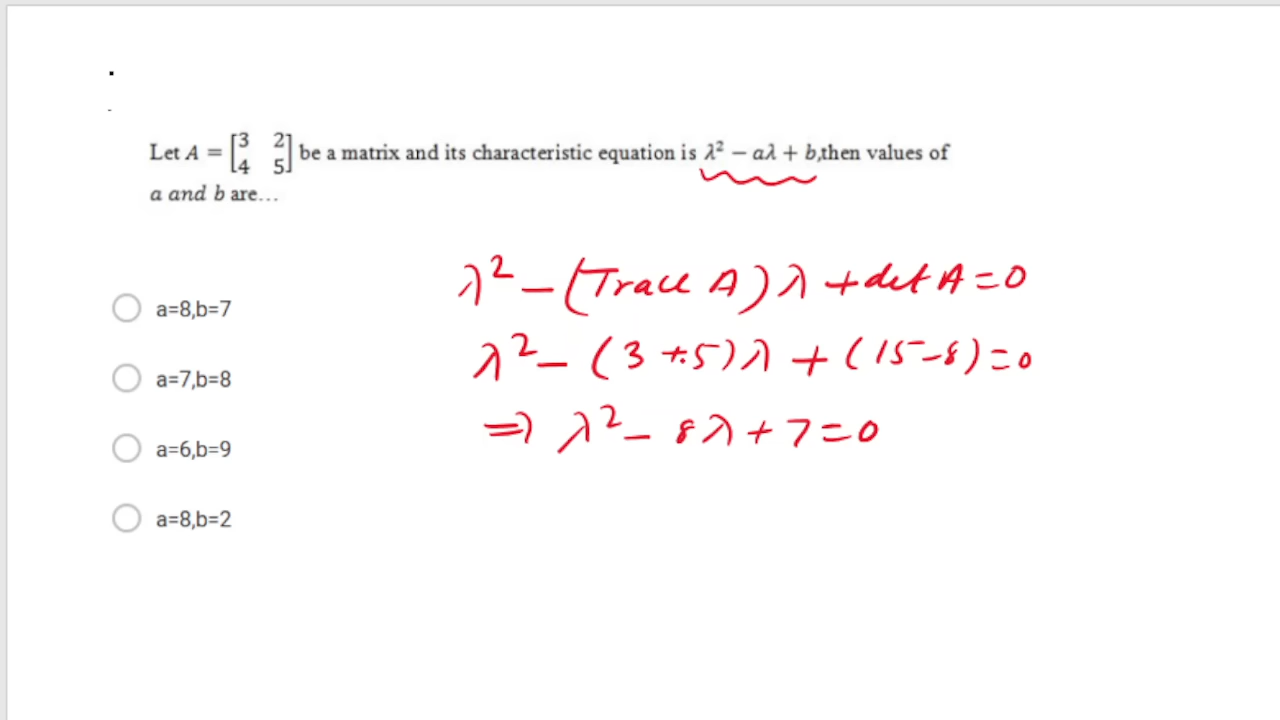 Let A = [3 2
4 5] be a matrix and its characteristic equation is λ² − aλ + b,then values of
a and b are...
a=8,b=7
a=7,b=8
a=6,b=9
a=8,b=2
λ² − (Trace A) λ + det A = 0
λ² − (3 + 5) λ + (15 − 8) = 0
⇒ λ² − 8λ + 7 = 0